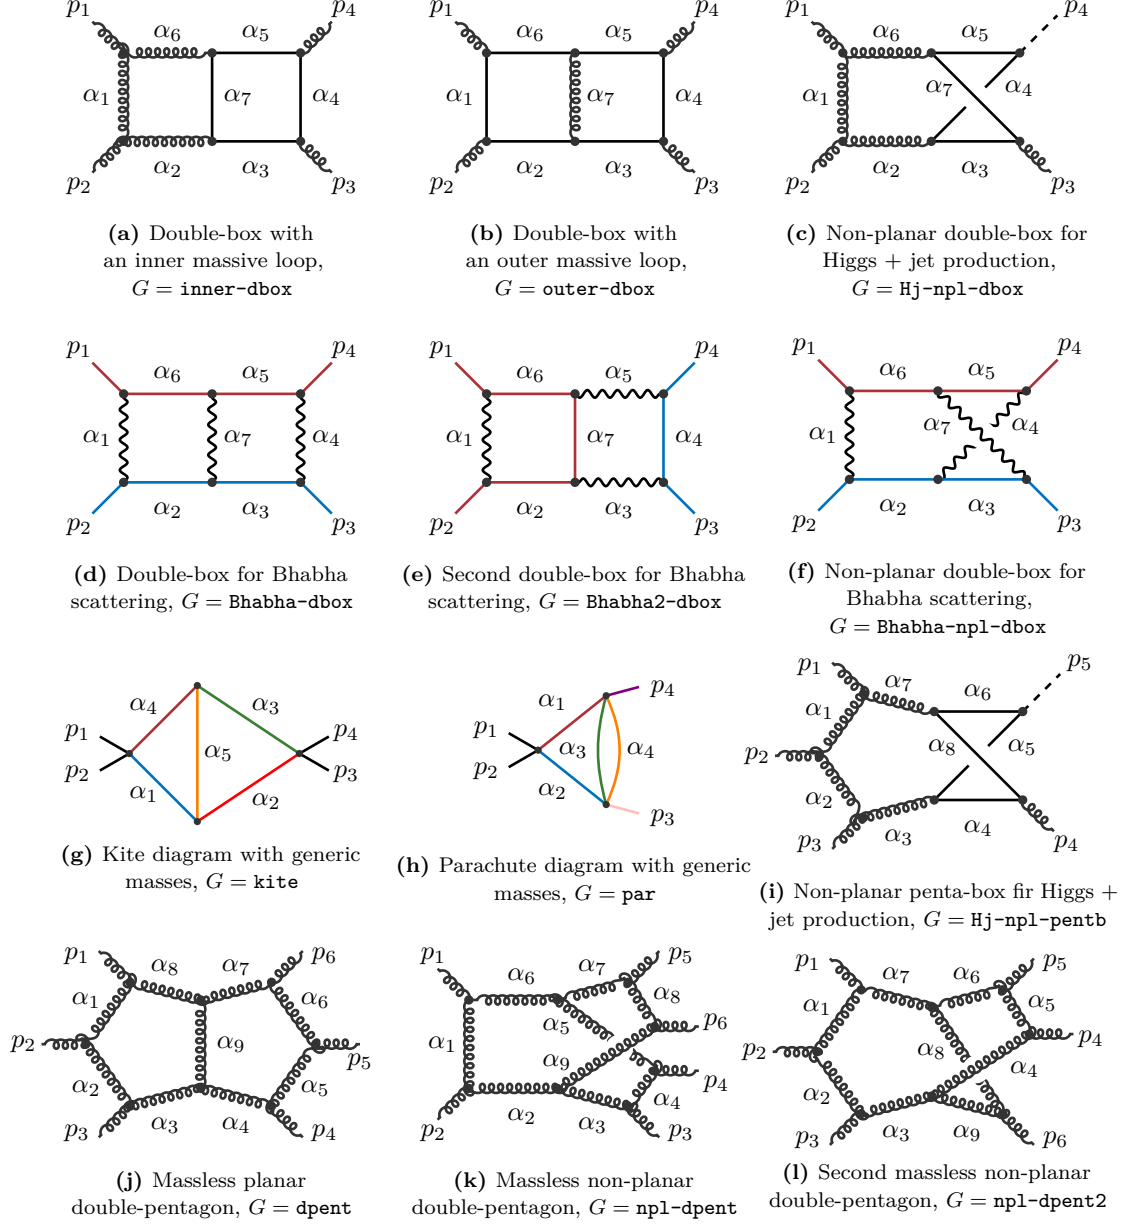 p1 α6 α5 p4
α1 α7 α4
p2 α2 α3 p3
(a) Double-box with
an inner massive loop,
G = inner-dbox
p1 α6 α5 p4
α1 α7 α4
p2 α2 α3 p3
(b) Double-box with
an outer massive loop,
G = outer-dbox
p1 α6 α5 p4
α1 α7 α4
p2 α2 α3 p3
(c) Non-planar double-box for
Higgs + jet production,
G = Hj-npl-dbox
p1 α6 α5 p4
α1 α7 α4
p2 α2 α3 p3
(d) Double-box for Bhabha
scattering, G = Bhabha-dbox
p1 α6 α5 p4
α1 α7 α4
p2 α2 α3 p3
(e) Second double-box for Bhabha
scattering, G = Bhabha2-dbox
p1 α6 α5 p4
α1 α7 α4
p2 α2 α3 p3
(f) Non-planar double-box for
Bhabha scattering,
G = Bhabha-npl-dbox
α4 α3
p1 α5 p4
p2 p3
α1 α2
(g) Kite diagram with generic
masses, G = kite
α1 p4
p1 α3 α4
p2 α2
p3
(h) Parachute diagram with generic
masses, G = par
p1 α7 α6 p5
α1 α8 α5
p2
α2
p3 α3 α4 p4
(i) Non-planar penta-box fir Higgs +
jet production, G = Hj-npl-pentb
p1 α8 α7 p6
α1 α6
p2 α9 p5
α2 α5
p3 α3 α4 p4
(j) Massless planar
double-pentagon, G = dpent
p1 α6 α7 p5
α8
α5 p6
α1 α9
p4
α4
p2 α2 α3 p3
(k) Massless non-planar
double-pentagon, G = npl-dpent
p1 α7 α6 p5
α1 α5
p2 α8 p4
α2 α4
p3 α3 α9 p6
(l) Second massless non-planar
double-pentagon, G = npl-dpent2